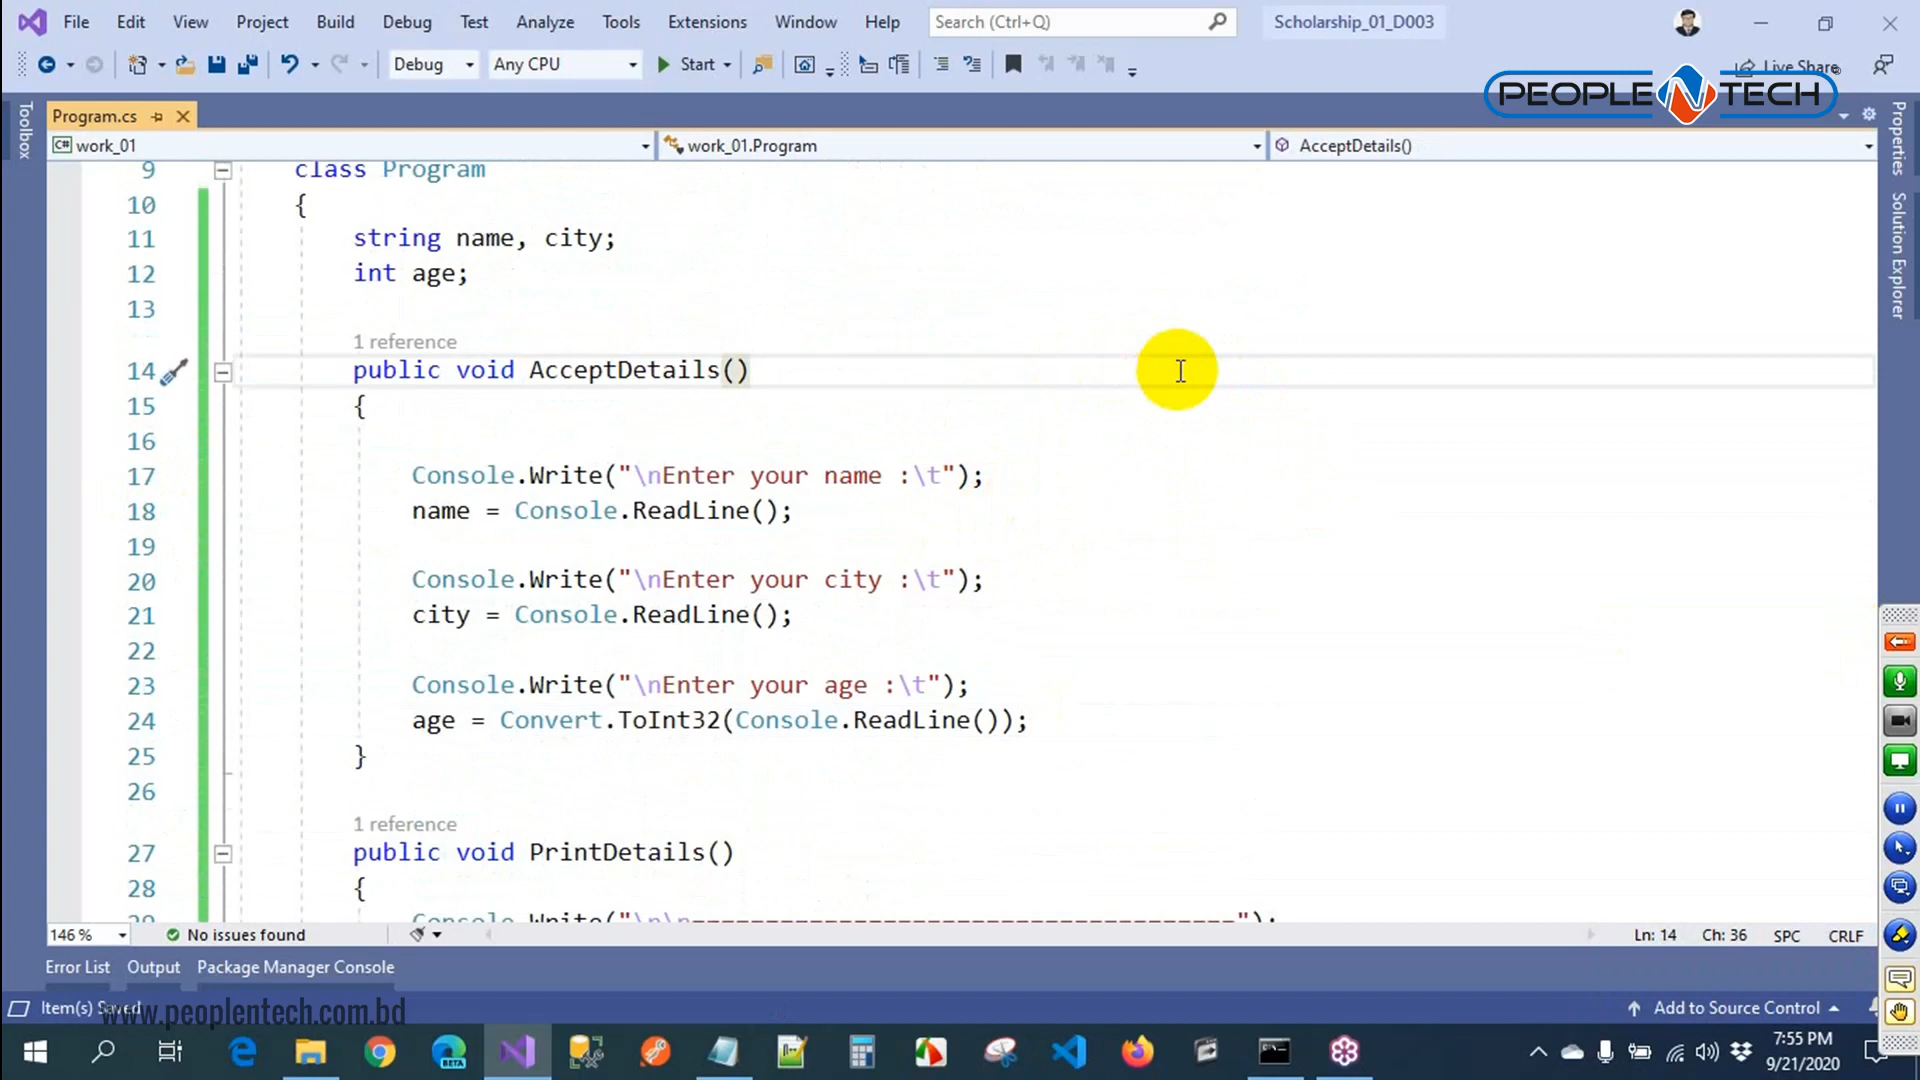 File Edit View Project Build Debug Test Analyze Tools Extensions Window Help Search (Ctrl+Q) Scholarship_01_D003
Debug Any CPU Start Live Share
PEOPLE N TECH
Toolbox
Program.cs
Properties
Solution Explorer
C# work_01 work_01.Program AcceptDetails()
9 class Program
10 {
11 string name, city;
12 int age;
13
1 reference
14 public void AcceptDetails()
15 {
16
17 Console.Write("\nEnter your name :\t");
18 name = Console.ReadLine();
19
20 Console.Write("\nEnter your city :\t");
21 city = Console.ReadLine();
22
23 Console.Write("\nEnter your age :\t");
24 age = Convert.ToInt32(Console.ReadLine());
25 }
26
1 reference
27 public void PrintDetails()
28 {
146 % No issues found Ln: 14 Ch: 36 SPC CRLF
Error List Output Package Manager Console
Item(s) Saved Add to Source Control
www.peoplentech.com.bd
BETA
7:55 PM
9/21/2020